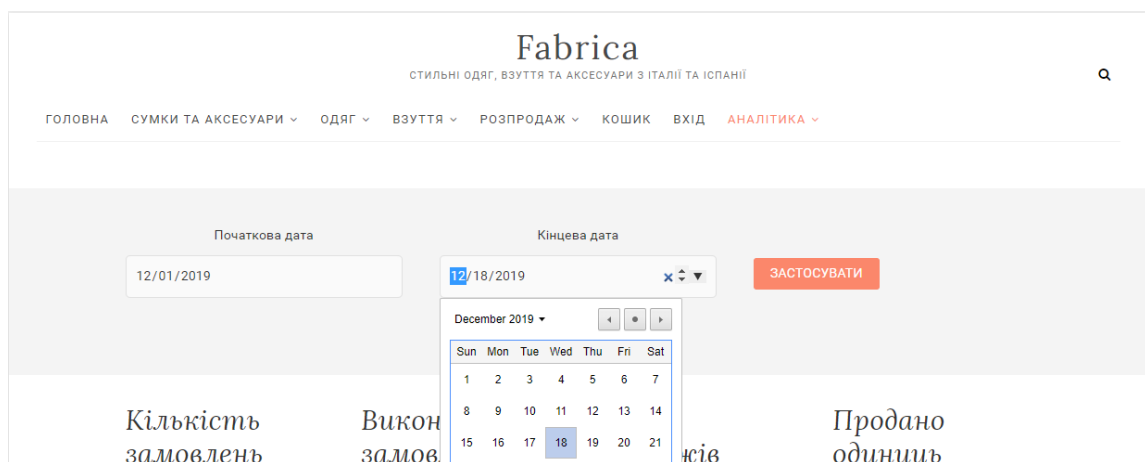 Fabrica
СТИЛЬНІ ОДЯГ, ВЗУТТЯ ТА АКСЕСУАРИ З ІТАЛІЇ ТА ІСПАНІЇ
ГОЛОВНА СУМКИ ТА АКСЕСУАРИ ОДЯГ ВЗУТТЯ РОЗПРОДАЖ КОШИК ВХІД АНАЛІТИКА
Початкова дата Кінцева дата
12/01/2019 12/18/2019 ЗАСТОСУВАТИ
December 2019
Sun Mon Tue Wed Thu Fri Sat
1 2 3 4 5 6 7
8 9 10 11 12 13 14
15 16 17 18 19 20 21
Кількість Викон Продано
замовлень замов жів одиниць